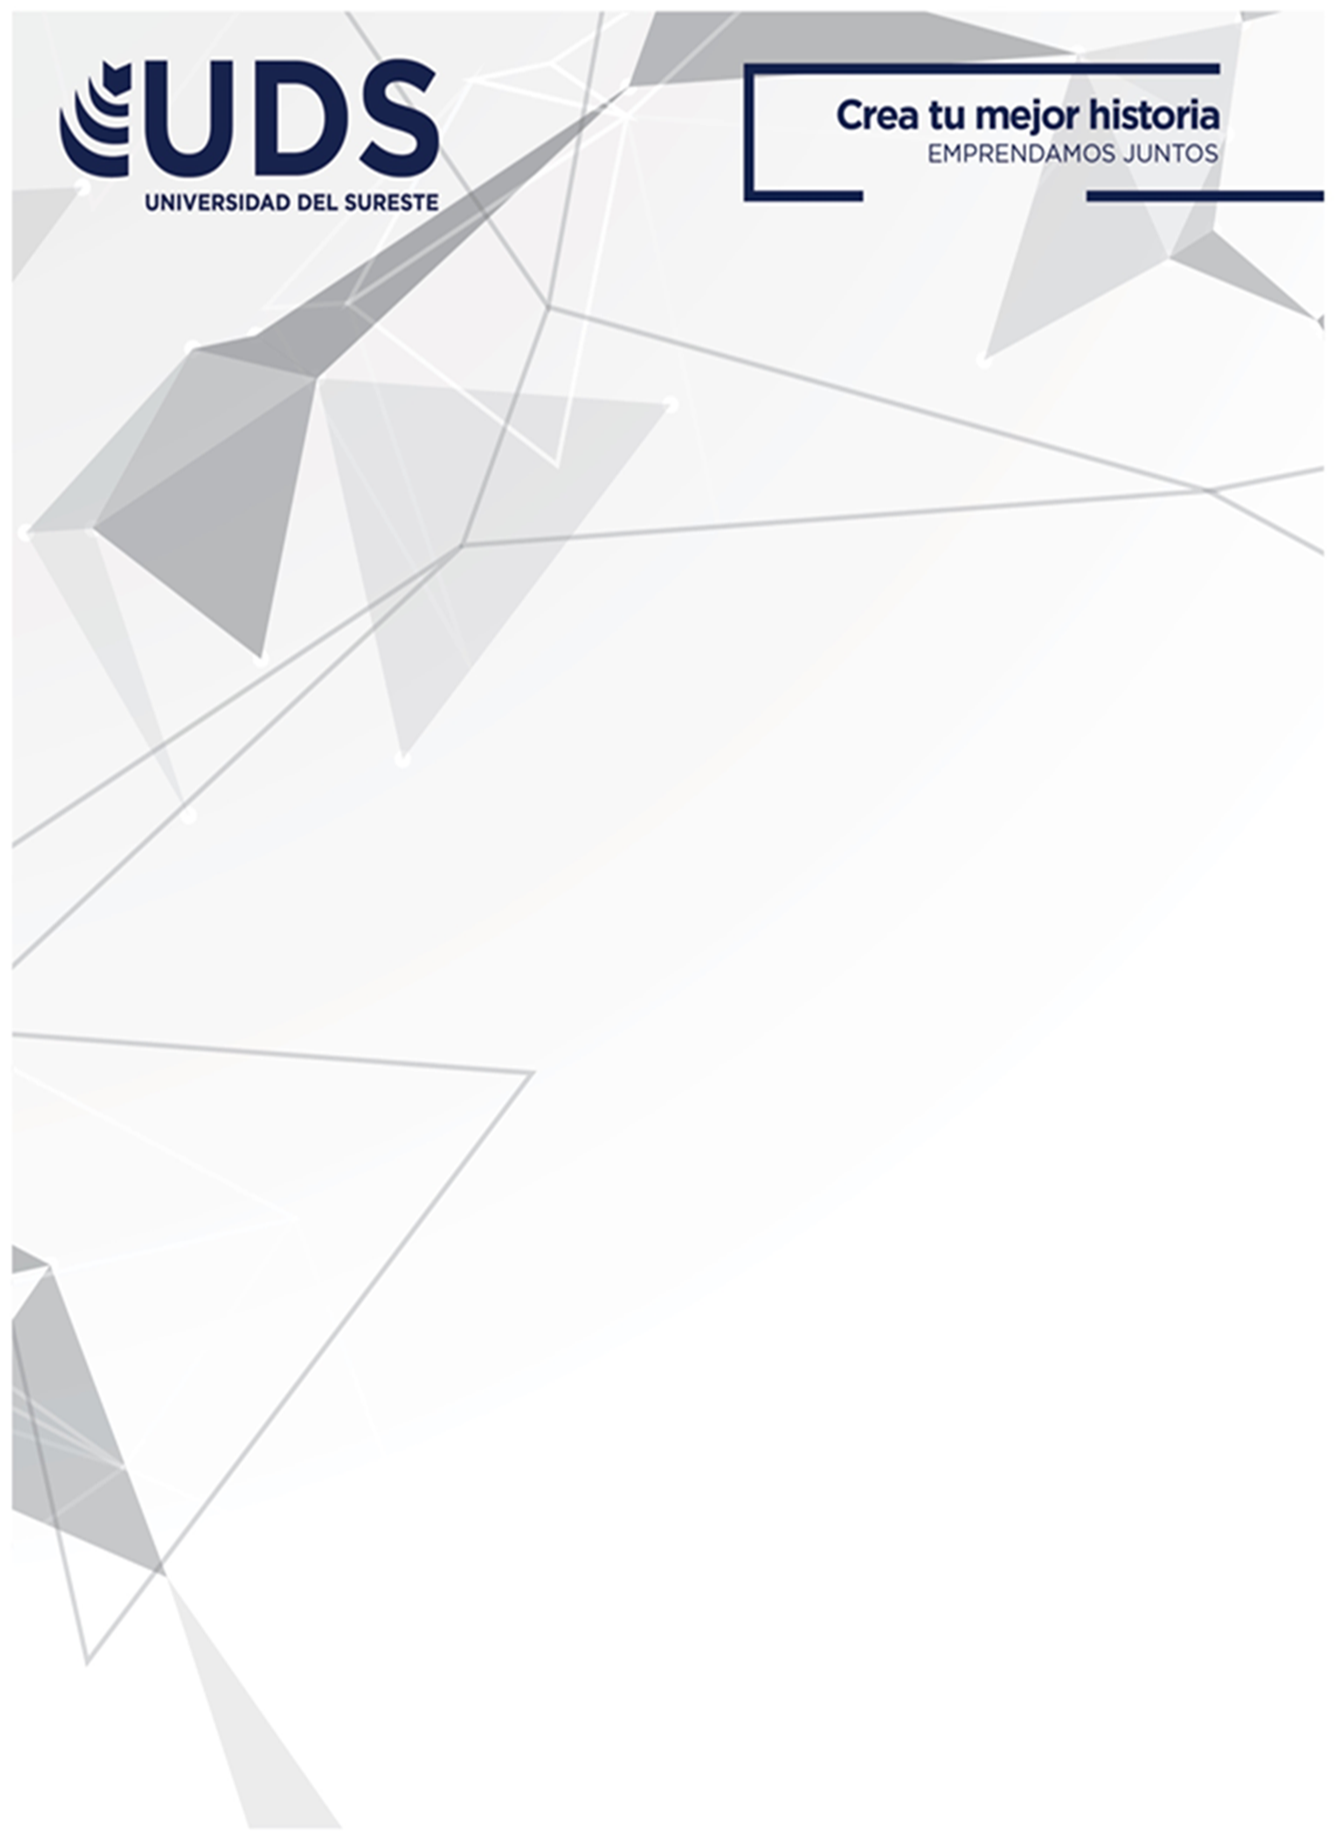 UDS
UNIVERSIDAD DEL SURESTE
Crea tu mejor historia
EMPRENDAMOS JUNTOS